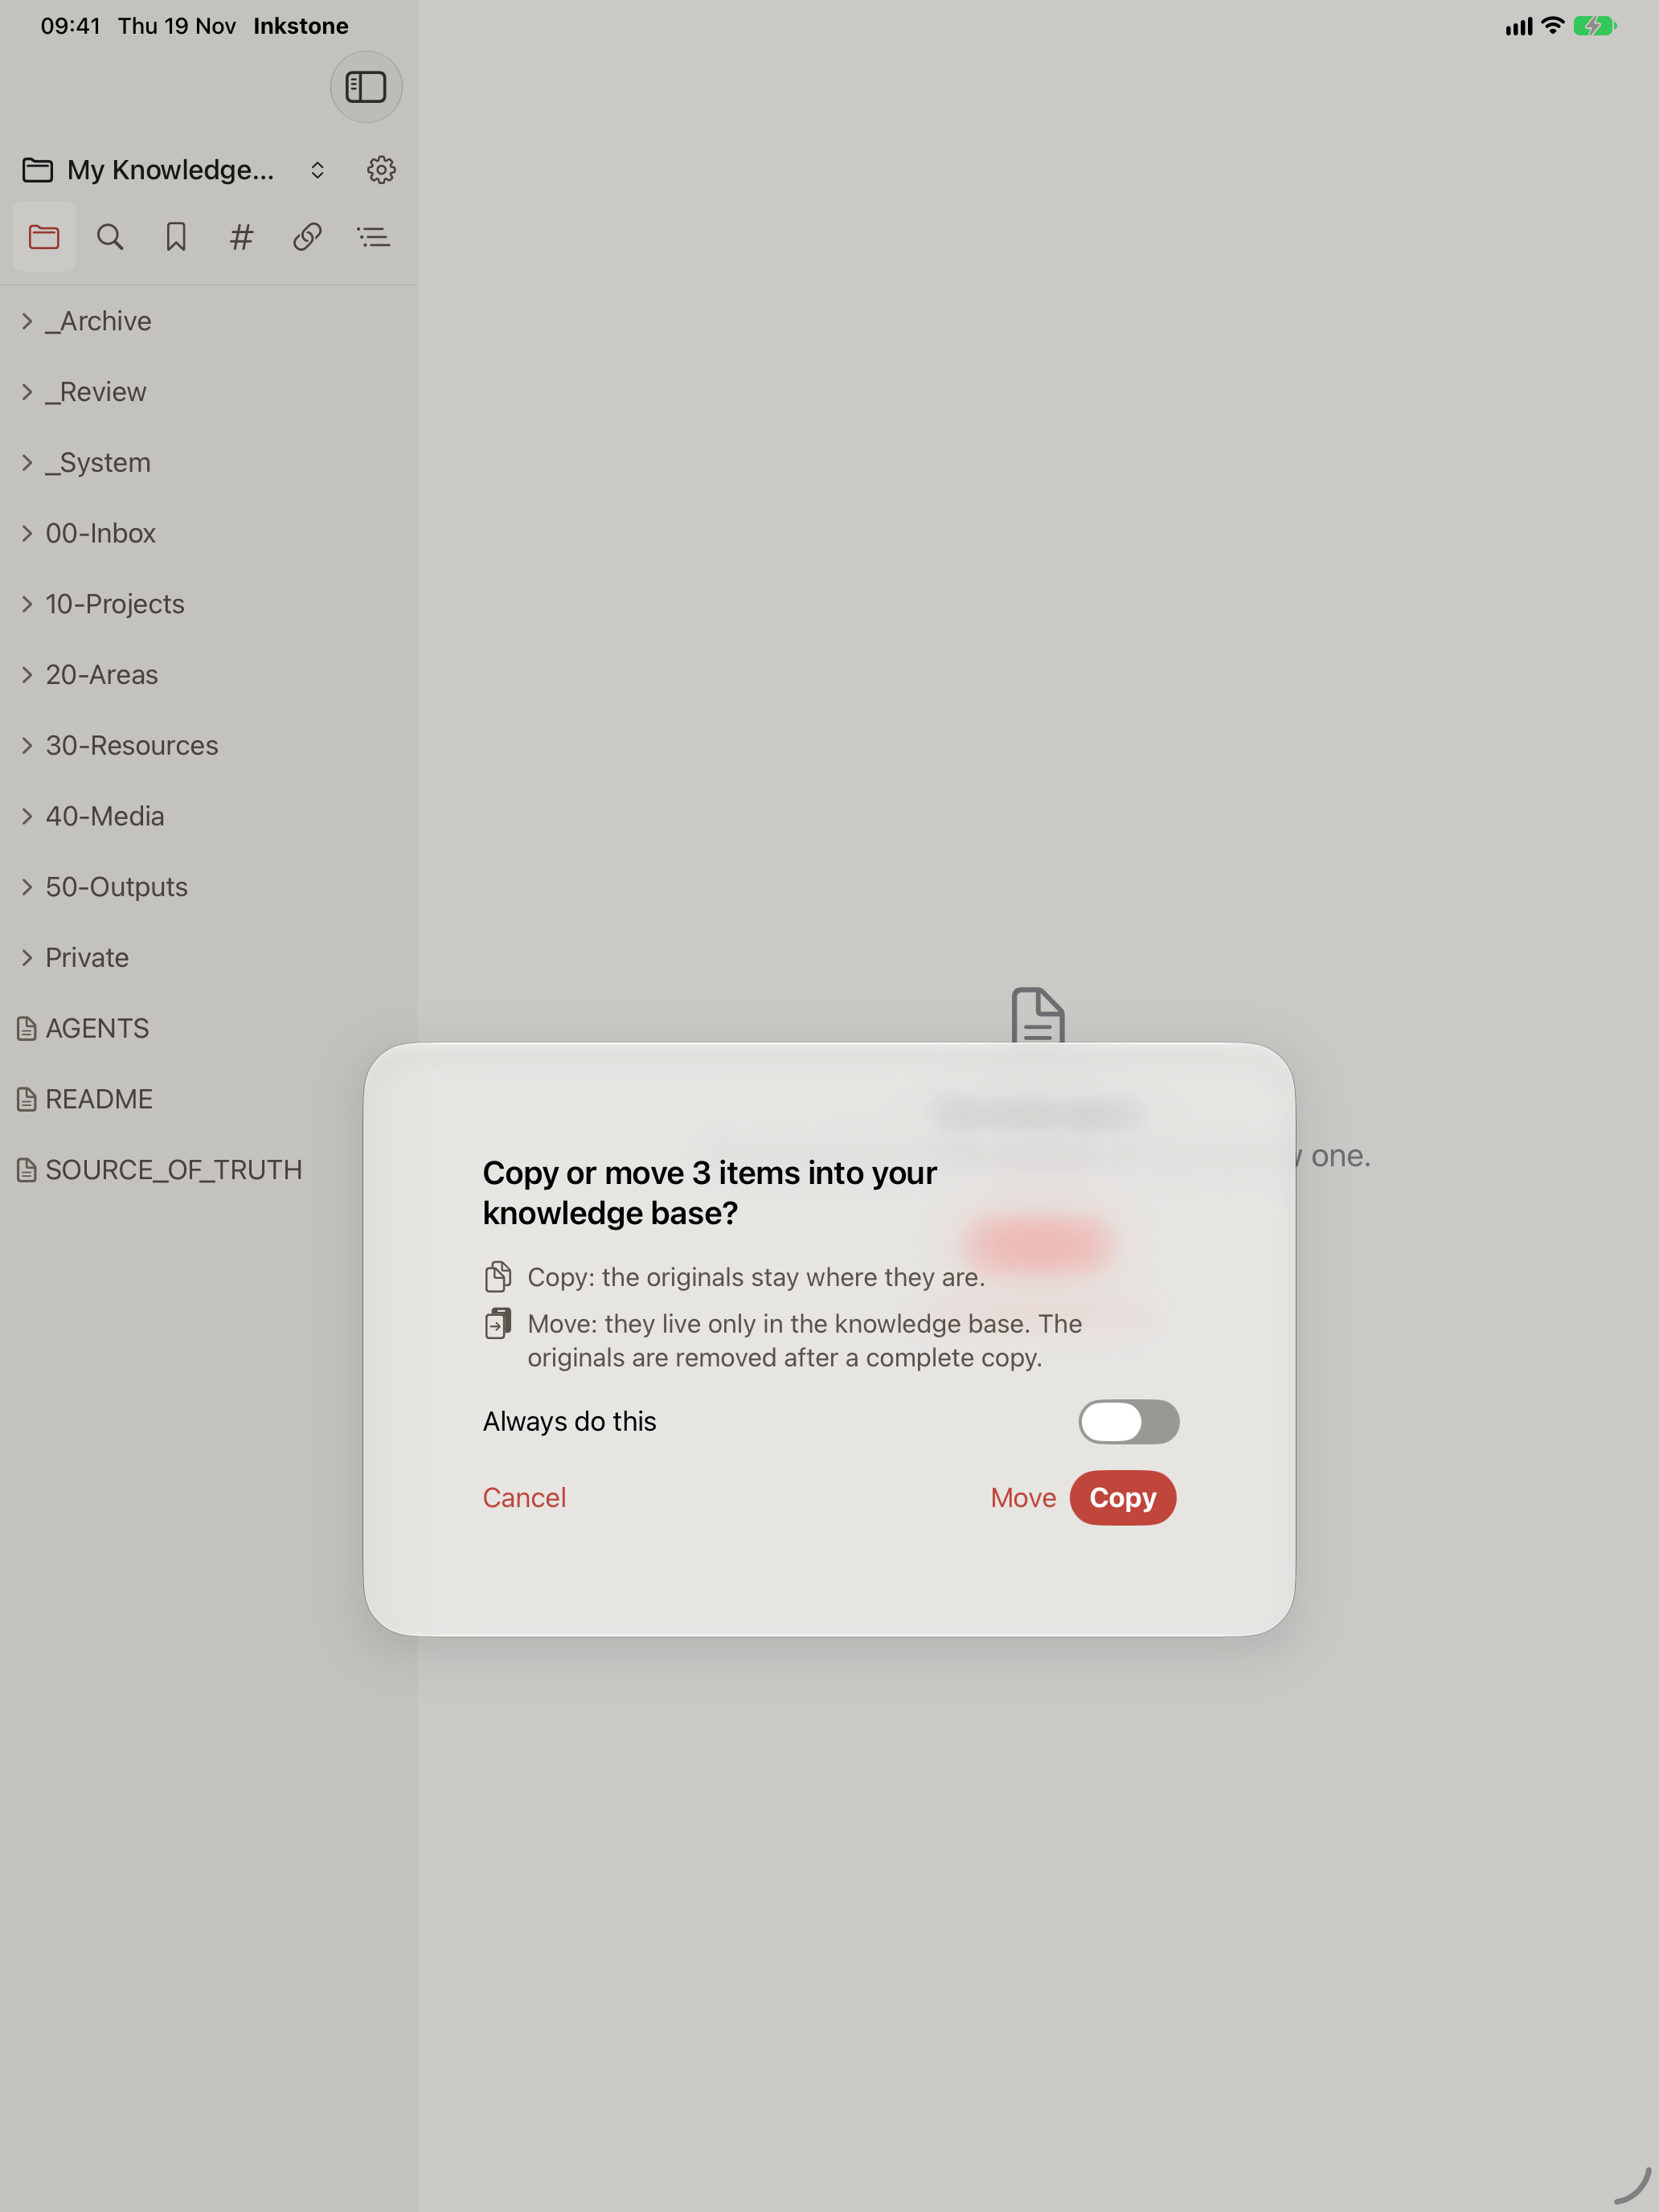 09:41 Thu 19 Nov Inkstone
My Knowledge...
_Archive
_Review
_System
00-Inbox
10-Projects
20-Areas
30-Resources
40-Media
50-Outputs
Private
AGENTS
README
SOURCE_OF_TRUTH
one.
Copy or move 3 items into your
knowledge base?
Copy: the originals stay where they are.
Move: they live only in the knowledge base. The
originals are removed after a complete copy.
Always do this
Cancel
Move
Copy